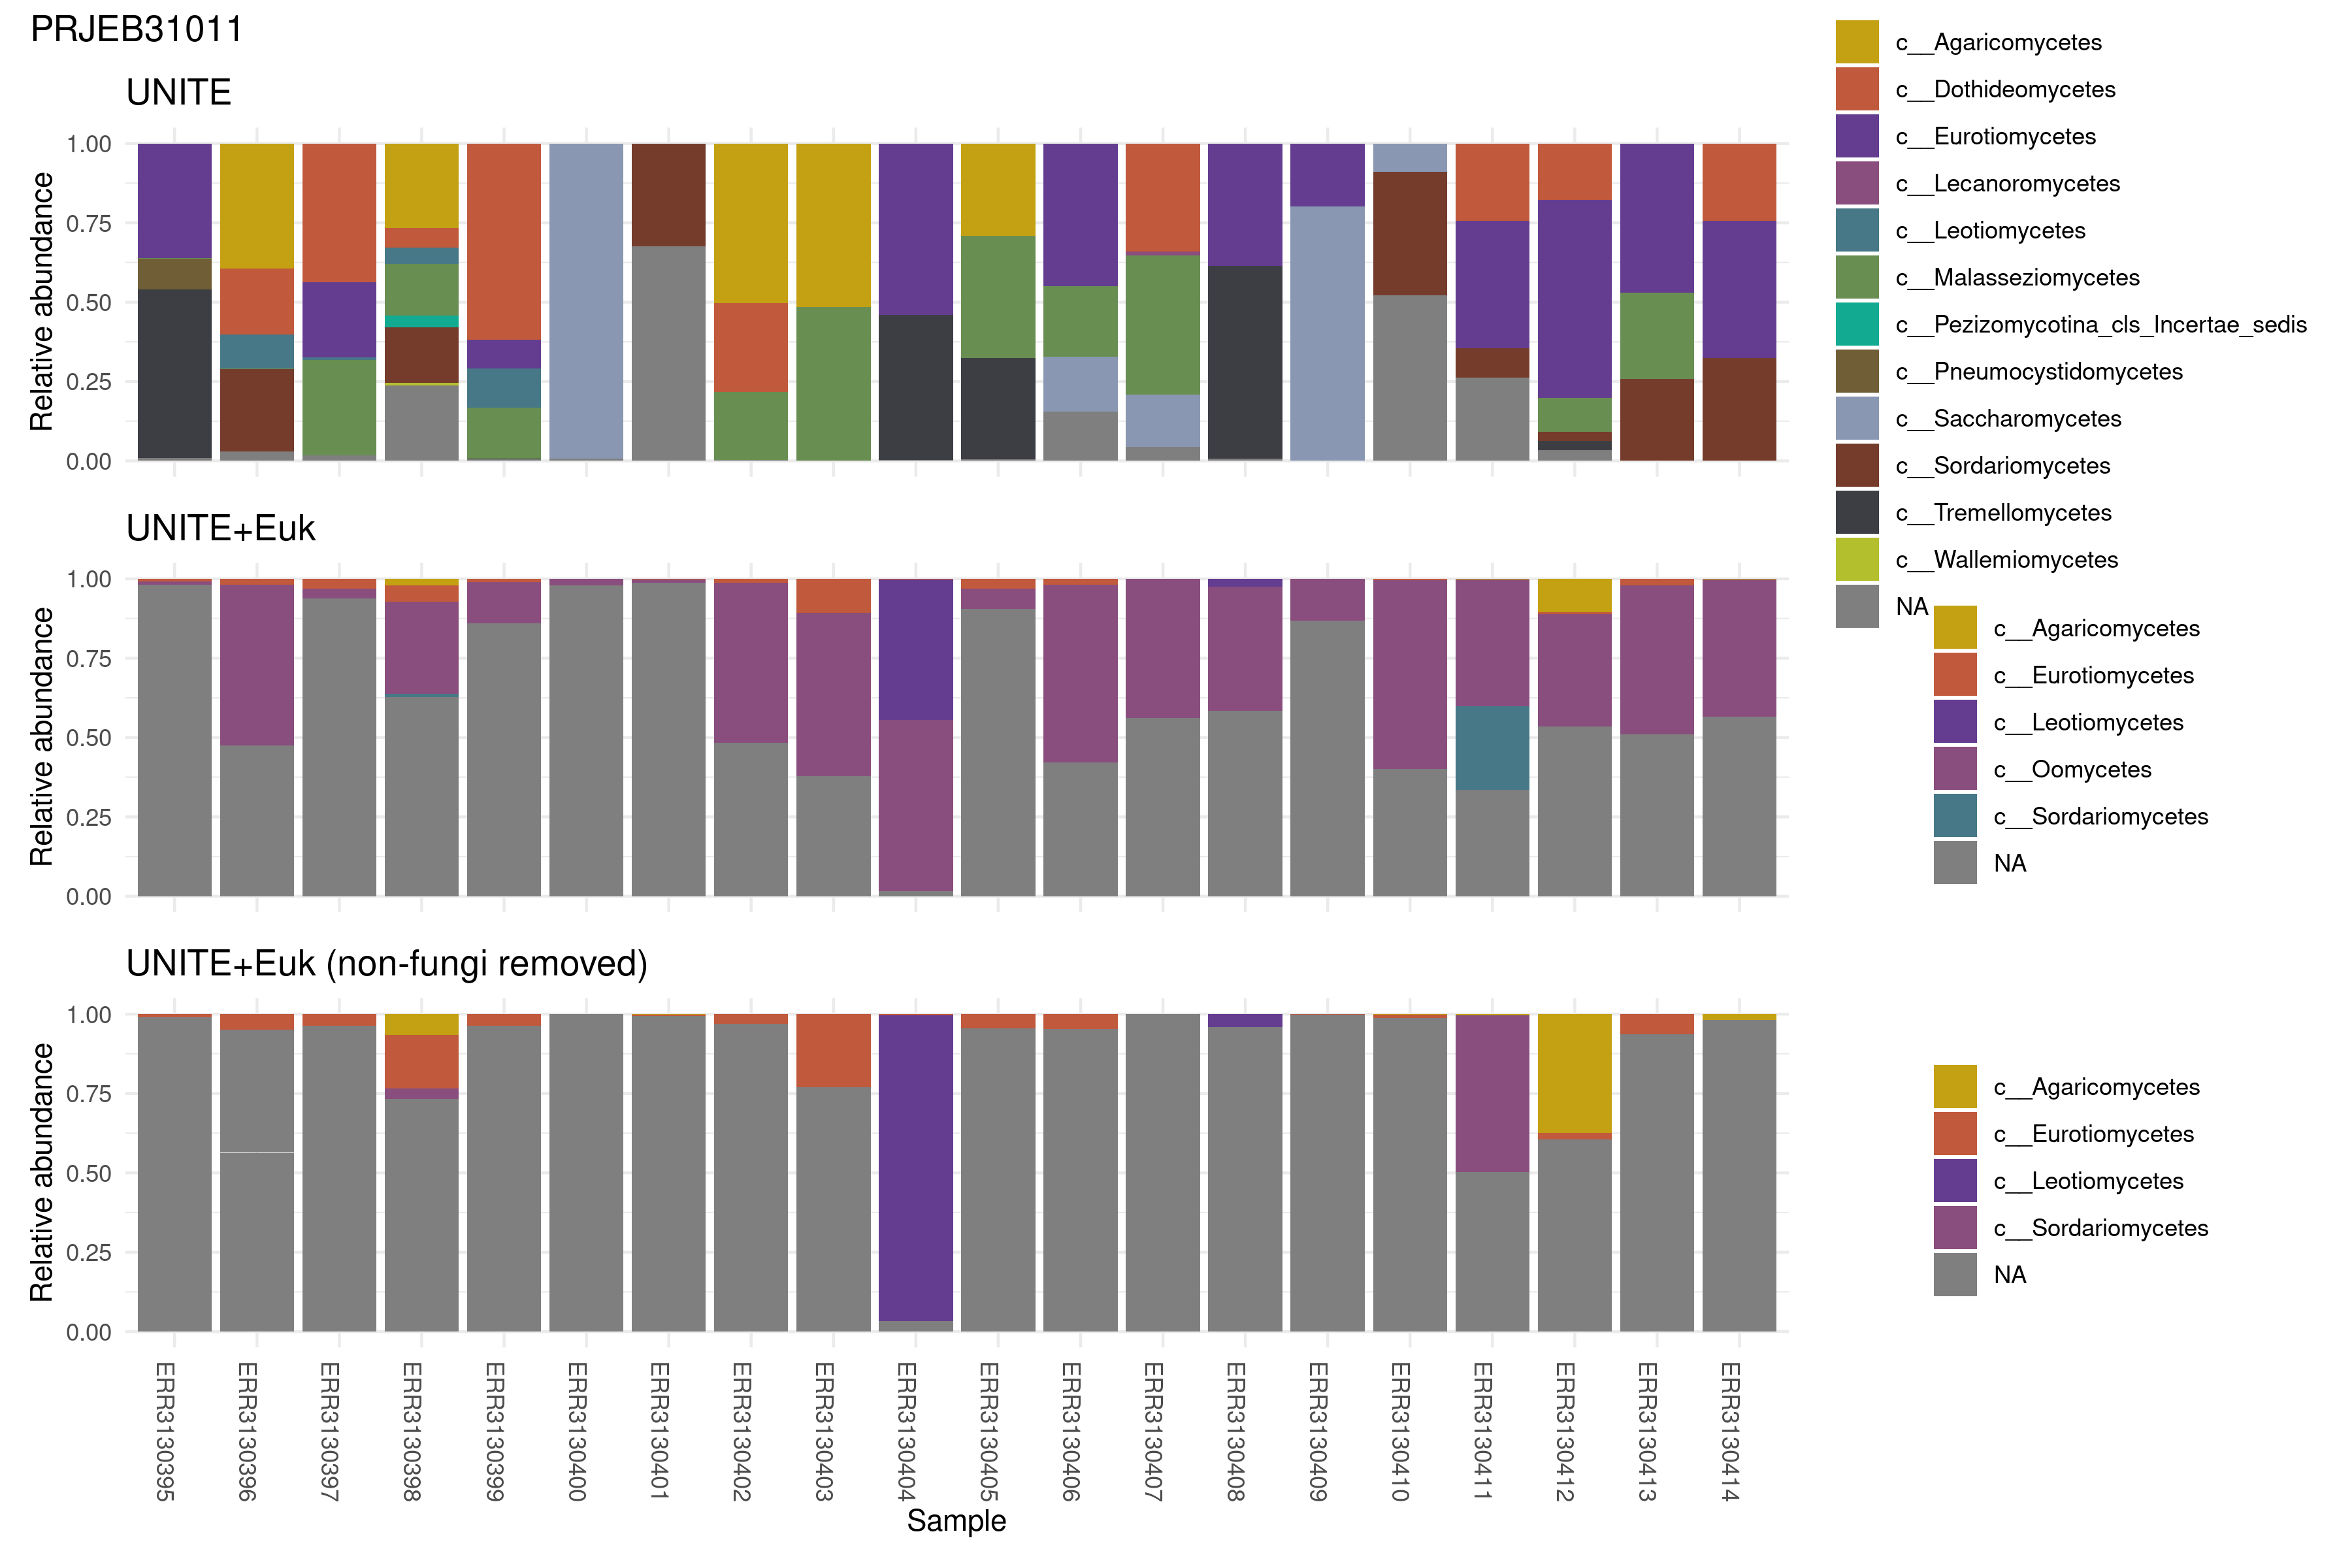 PRJEB31011
UNITE
Relative abundance
1.00
0.75
0.50
0.25
0.00
c__Agaricomycetes
c__Dothideomycetes
c__Eurotiomycetes
c__Lecanoromycetes
c__Leotiomycetes
c__Malasseziomycetes
c__Pezizomycotina_cls_Incertae_sedis
c__Pneumocystidomycetes
c__Saccharomycetes
c__Sordariomycetes
c__Tremellomycetes
c__Wallemiomycetes
NA
UNITE+Euk
Relative abundance
1.00
0.75
0.50
0.25
0.00
c__Agaricomycetes
c__Eurotiomycetes
c__Leotiomycetes
c__Oomycetes
c__Sordariomycetes
NA
UNITE+Euk (non-fungi removed)
Relative abundance
1.00
0.75
0.50
0.25
0.00
c__Agaricomycetes
c__Eurotiomycetes
c__Leotiomycetes
c__Sordariomycetes
NA
ERR3130395
ERR3130396
ERR3130397
ERR3130398
ERR3130399
ERR3130400
ERR3130401
ERR3130402
ERR3130403
ERR3130404
ERR3130405
ERR3130406
ERR3130407
ERR3130408
ERR3130409
ERR3130410
ERR3130411
ERR3130412
ERR3130413
ERR3130414
Sample